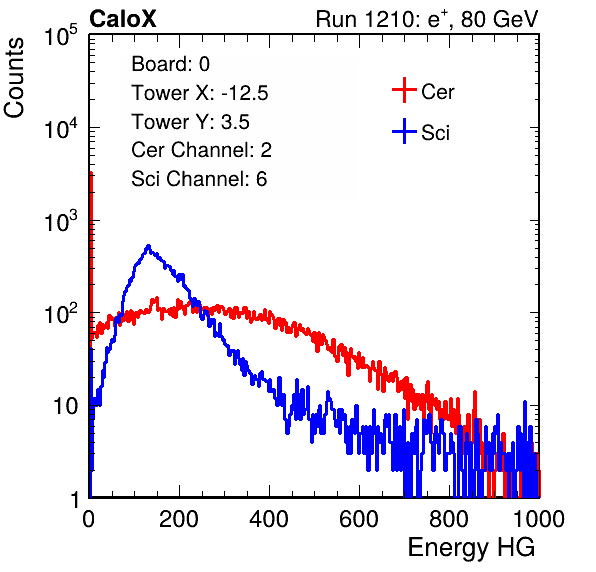 CaloX Run 1210: e⁺, 80 GeV
Counts
10⁵
10⁴
10³
10²
10
1
Board: 0
Tower X: -12.5
Tower Y: 3.5
Cer Channel: 2
Sci Channel: 6
Cer
Sci
0 200 400 600 800 1000
Energy HG